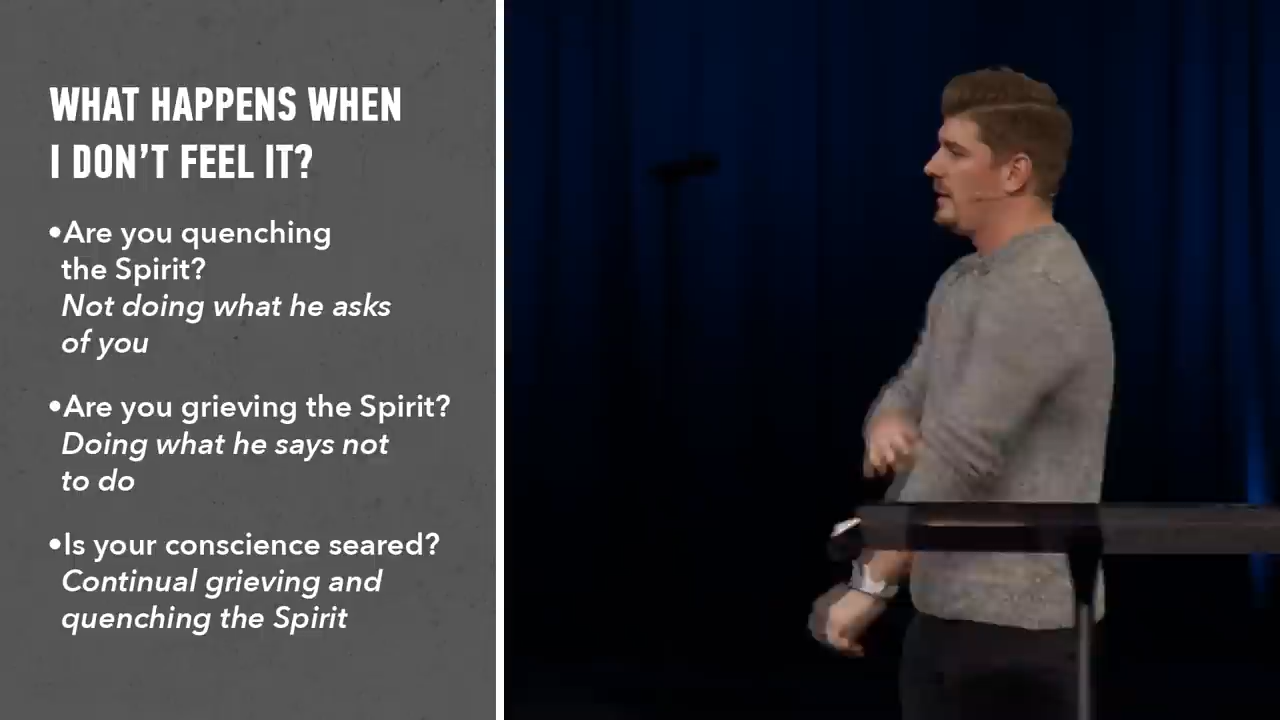 WHAT HAPPENS WHEN
I DON'T FEEL IT?
•Are you quenching
the Spirit?
Not doing what he asks
of you
•Are you grieving the Spirit?
Doing what he says not
to do
•Is your conscience seared?
Continual grieving and
quenching the Spirit